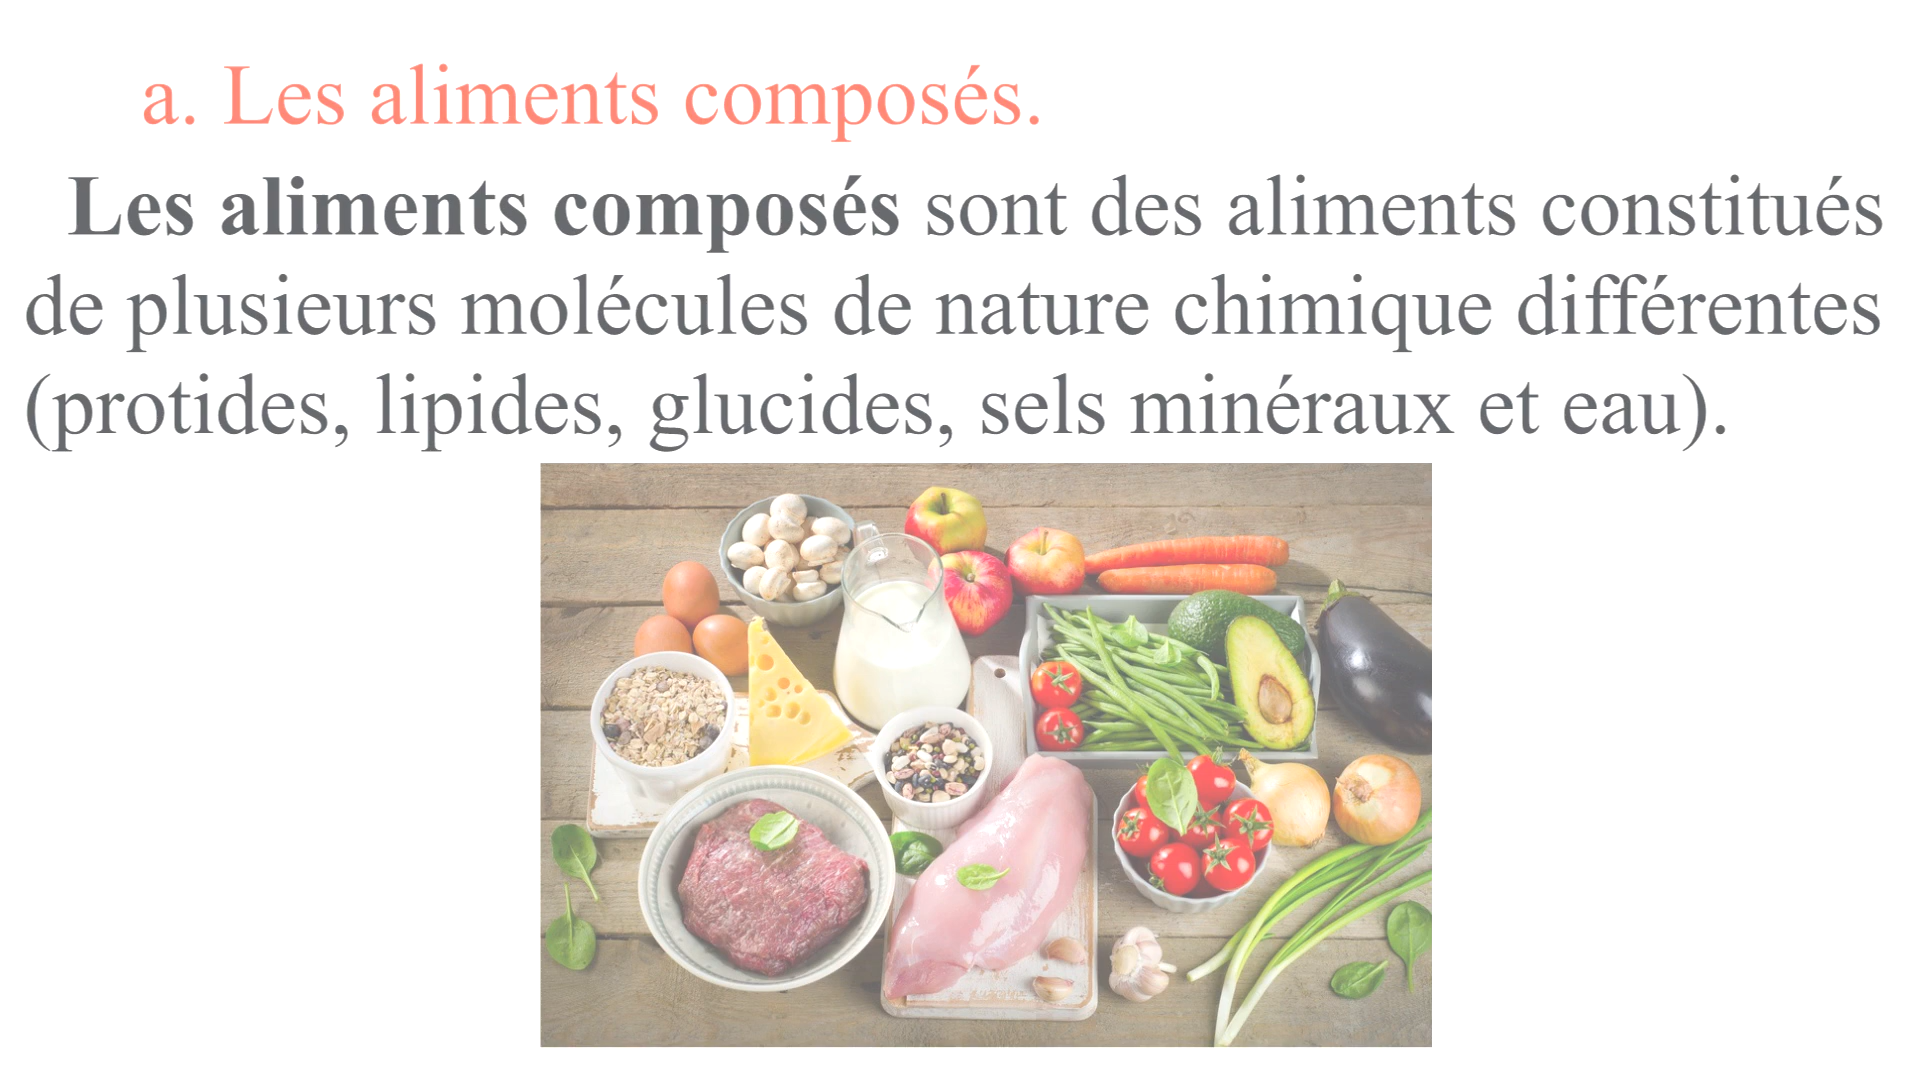 a. Les aliments composés.
Les aliments composés sont des aliments constitués
de plusieurs molécules de nature chimique différentes
(protides, lipides, glucides, sels minéraux et eau).